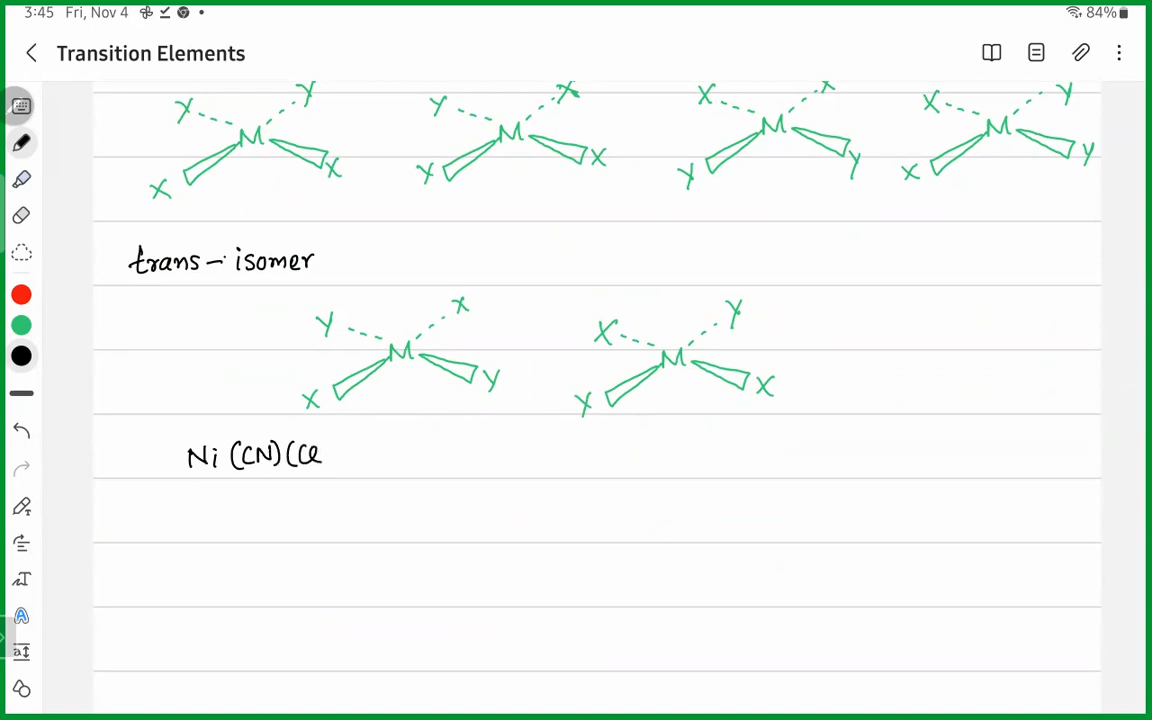 3:45 Fri, Nov 4 84%
Transition Elements
Y Y X X Y
X M Y M X M X M
X X Y X Y Y X Y
trans - isomer
Y X X Y
M M
X Y Y X
Ni (CN)(Cl